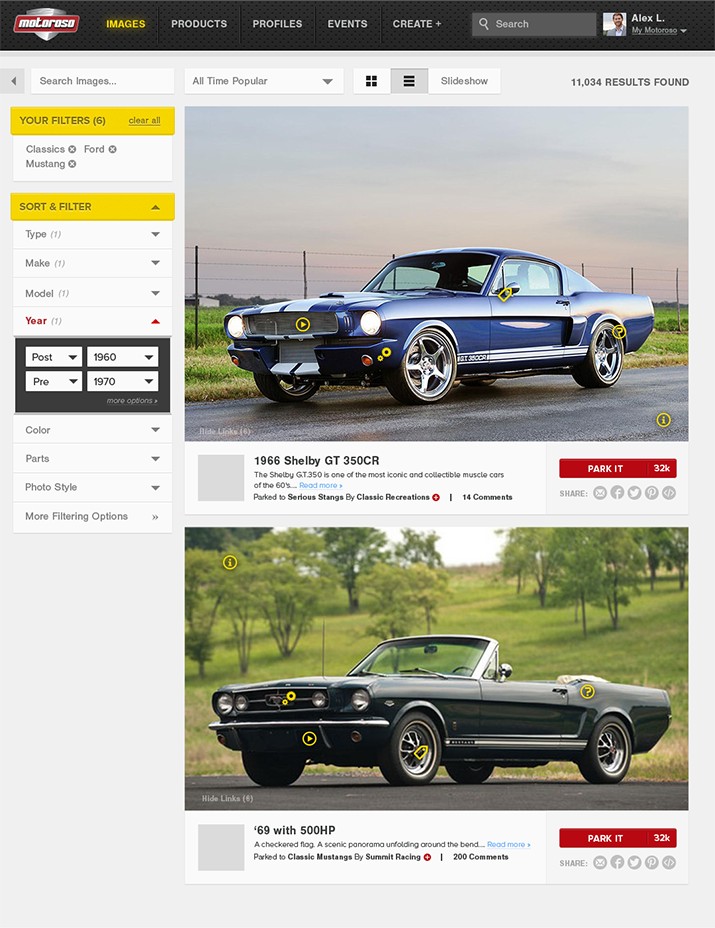 motoroso
IMAGES
PRODUCTS
PROFILES
EVENTS
CREATE +
Search
Alex L.
My Motoroso
Search Images...
All Time Popular
Slideshow
11,034 RESULTS FOUND
YOUR FILTERS (6)
clear all
Classics
Ford
Mustang
SORT & FILTER
Type (1)
Make (1)
Model (1)
Year (1)
Post
1960
Pre
1970
more options »
Color
Parts
Photo Style
More Filtering Options »
G.T. 350CR
Hide Links (6)
1966 Shelby GT 350CR
The Shelby GT.350 is one of the most iconic and collectible muscle cars
of the 60's.... Read more »
Parked to Serious Stangs By Classic Recreations | 14 Comments
PARK IT 32k
SHARE:
MUSTANG
Hide Links (6)
'69 with 500HP
A checkered flag. A scenic panorama unfolding around the bend.... Read more »
Parked to Classic Mustangs By Summit Racing | 200 Comments
PARK IT 32k
SHARE: